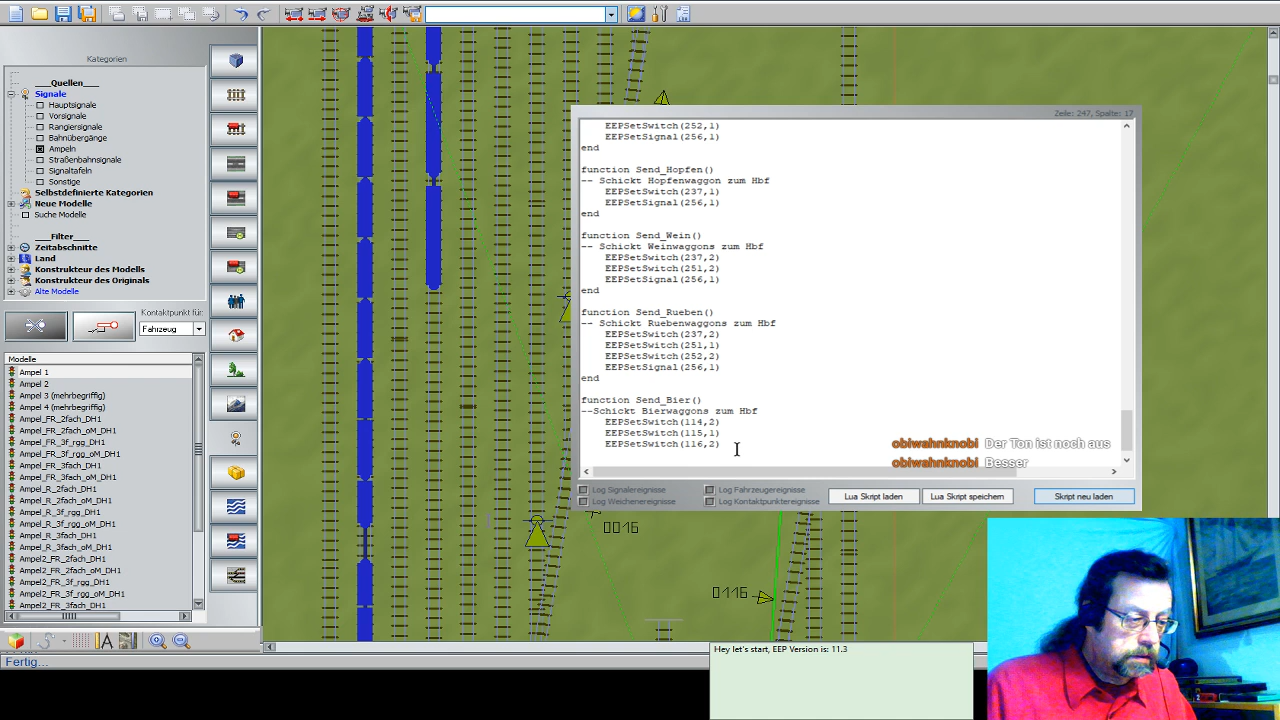 Kategorien
___Quellen___
Signale
Hauptsignale
Vorsignale
Rangiersignale
Bahnübergänge
Ampeln
Straßenbahnsignale
Signaltafeln
Sonstige
Selbstdefinierte Kategorien
Neue Modelle
Suche Modelle
___Filter___
Zeitabschnitte
Land
Konstrukteure des Modells
Konstrukteure des Originals
Alte Modelle
Kontaktpunkt für:
Fahrzeug
Modelle
Ampel 1
Ampel 2
Ampel 3 (mehrbegriffig)
Ampel 4 (mehrbegriffig)
Ampel_FR_2fach_DH1
Ampel_FR_2fach_oM_DH1
Ampel_FR_3f_rgg_DH1
Ampel_FR_3f_rgg_oM_DH1
Ampel_FR_3fach_DH1
Ampel_FR_3fach_oM_DH1
Ampel_R_2fach_DH1
Ampel_R_2fach_oM_DH1
Ampel_R_3f_rgg_DH1
Ampel_R_3f_rgg_oM_DH1
Ampel_R_3fach_DH1
Ampel_R_3fach_oM_DH1
Ampel2_FR_2fach_DH1
Ampel2_FR_2fach_oM_DH1
Ampel2_FR_3f_rgg_DH1
Ampel2_FR_3f_rgg_oM_DH1
Ampel2_FR_3fach_DH1
Fertig...
Zeile: 247, Spalte: 17
EEPSetSwitch(252,1)
EEPSetSignal(256,1)
end
function Send_Hopfen()
-- Schickt Hopfenwaggon zum Hbf
EEPSetSwitch(237,1)
EEPSetSignal(256,1)
end
function Send_Wein()
-- Schickt Weinwaggons zum Hbf
EEPSetSwitch(237,2)
EEPSetSwitch(251,2)
EEPSetSignal(256,1)
end
function Send_Rueben()
-- Schickt Ruebenwaggons zum Hbf
EEPSetSwitch(237,2)
EEPSetSwitch(251,1)
EEPSetSwitch(252,2)
EEPSetSignal(256,1)
end
function Send_Bier()
--Schickt Bierwaggons zum Hbf
EEPSetSwitch(114,2)
EEPSetSwitch(115,1)
EEPSetSwitch(116,2)
obiwahnknobi Der Ton ist noch aus
obiwahnknobi Besser
Log Signalereignisse
Log Fahrzeugereignisse
Log Weichenereignisse
Log Kontaktpunktereignisse
Lua Skript laden
Lua Skript speichern
Skript neu laden
0016
0116
Hey let's start, EEP Version is: 11.3